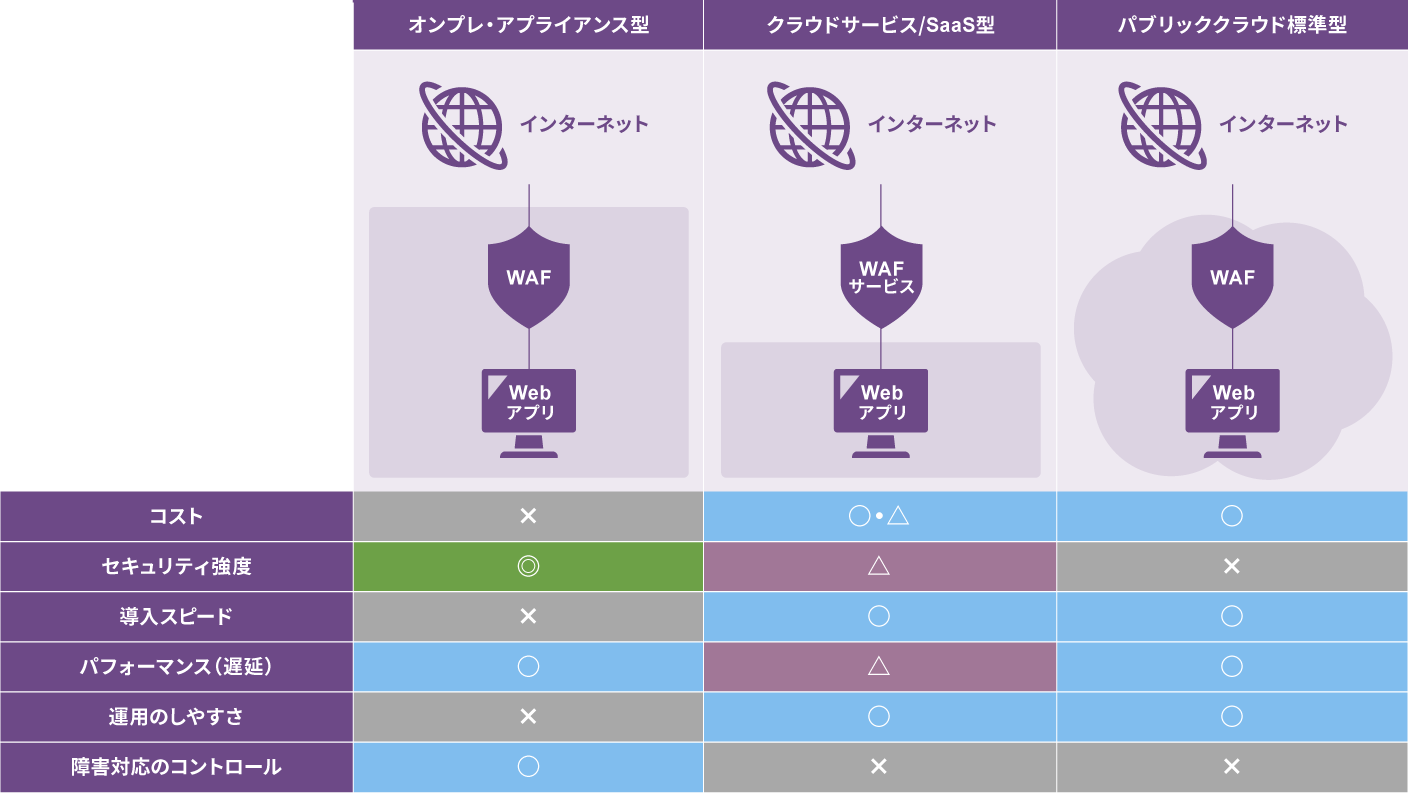 オンプレ・アプライアンス型 クラウドサービス/SaaS型 パブリッククラウド標準型
インターネット インターネット インターネット
WAF WAF WAF
サービス
Web Web Web
アプリ アプリ アプリ
コスト × ○・△ ○
セキュリティ強度 ◎ △ ×
導入スピード × ○ ○
パフォーマンス（遅延） ○ △ ○
運用のしやすさ × ○ ○
障害対応のコントロール ○ × ×